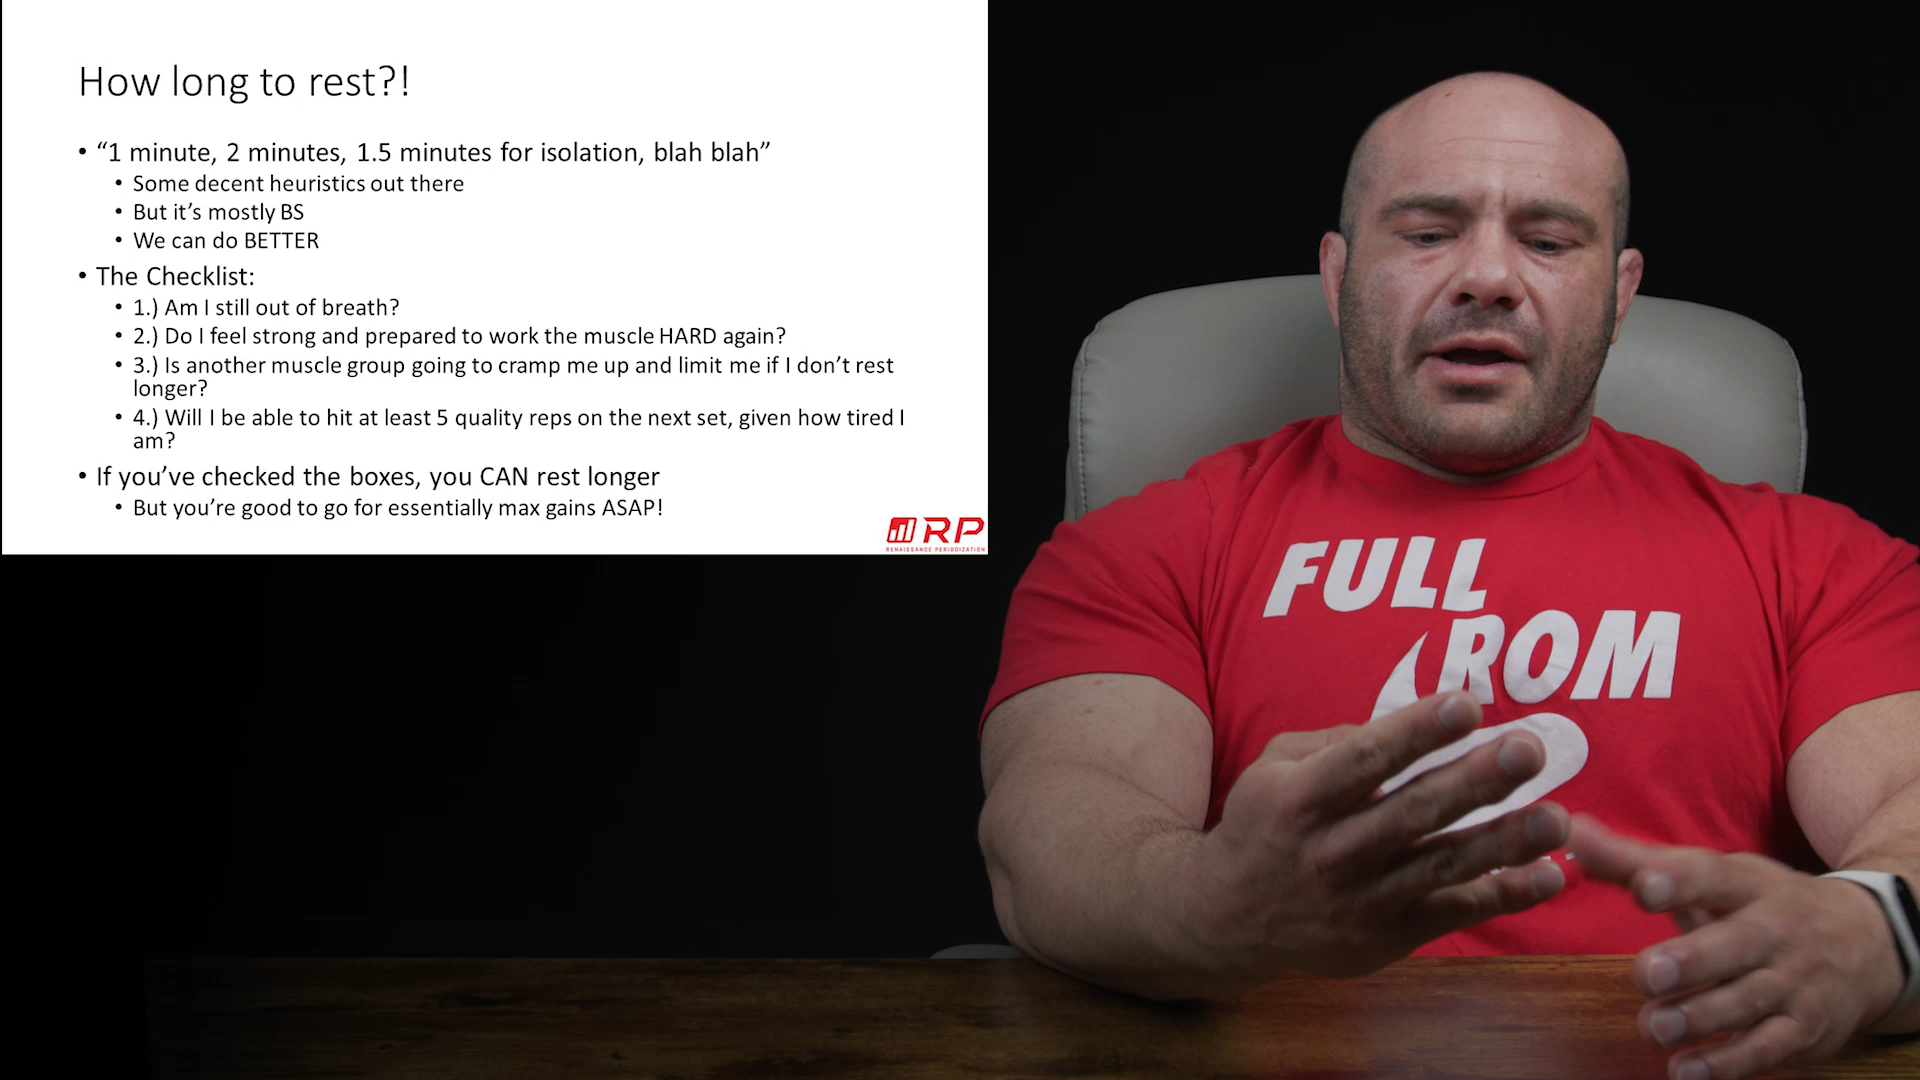 How long to rest?!
• “1 minute, 2 minutes, 1.5 minutes for isolation, blah blah”
• Some decent heuristics out there
• But it’s mostly BS
• We can do BETTER
• The Checklist:
• 1.) Am I still out of breath?
• 2.) Do I feel strong and prepared to work the muscle HARD again?
• 3.) Is another muscle group going to cramp me up and limit me if I don’t rest
longer?
• 4.) Will I be able to hit at least 5 quality reps on the next set, given how tired I
am?
• If you’ve checked the boxes, you CAN rest longer
• But you’re good to go for essentially max gains ASAP!
RP
RENAISSANCE PERIODIZATION
FULL
ROM